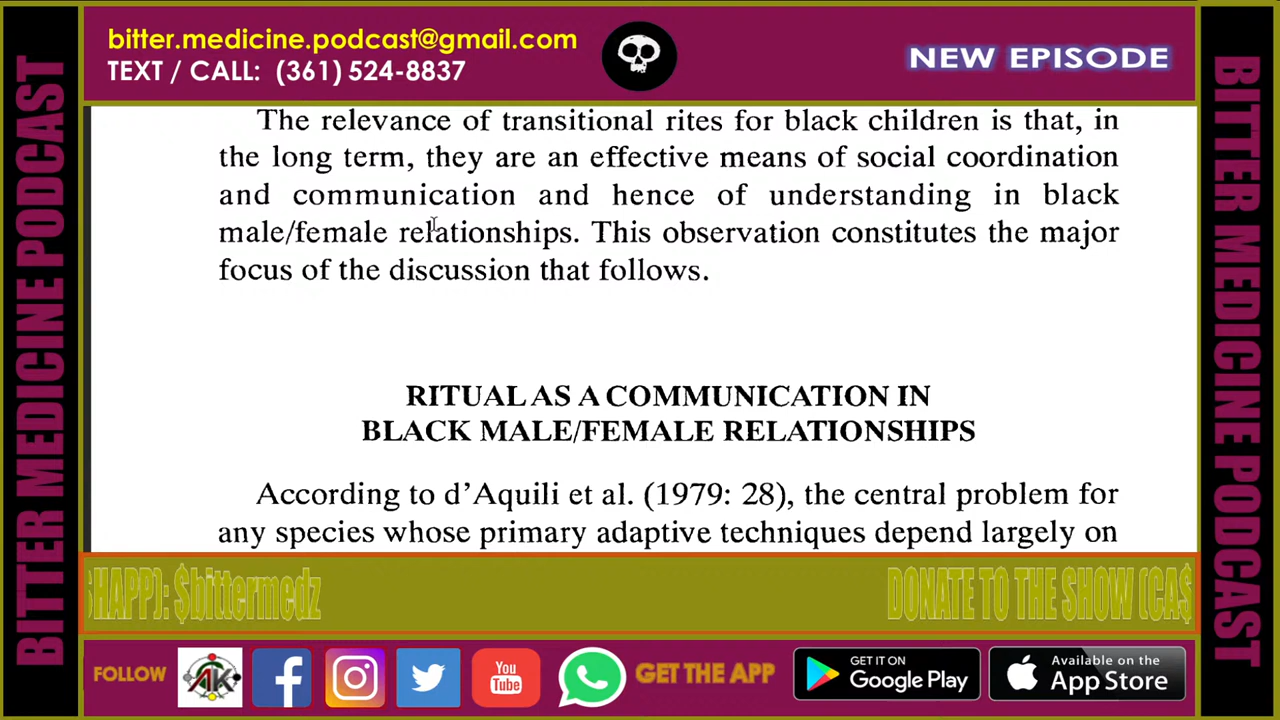 bitter.medicine.podcast@gmail.com
TEXT / CALL: (361) 524-8837
NEW EPISODE
BITTER MEDICINE PODCAST
The relevance of transitional rites for black children is that, in
the long term, they are an effective means of social coordination
and communication and hence of understanding in black
male/female relationships. This observation constitutes the major
focus of the discussion that follows.
RITUAL AS A COMMUNICATION IN
BLACK MALE/FEMALE RELATIONSHIPS
According to d'Aquili et al. (1979: 28), the central problem for
any species whose primary adaptive techniques depend largely on
BITTER MEDICINE PODCAST
$HAPP): $bittermedz
DONATE TO THE SHOW (CA$
FOLLOW
ATK
You
Tube
GET THE APP
GET IT ON
Google Play
Available on the
App Store